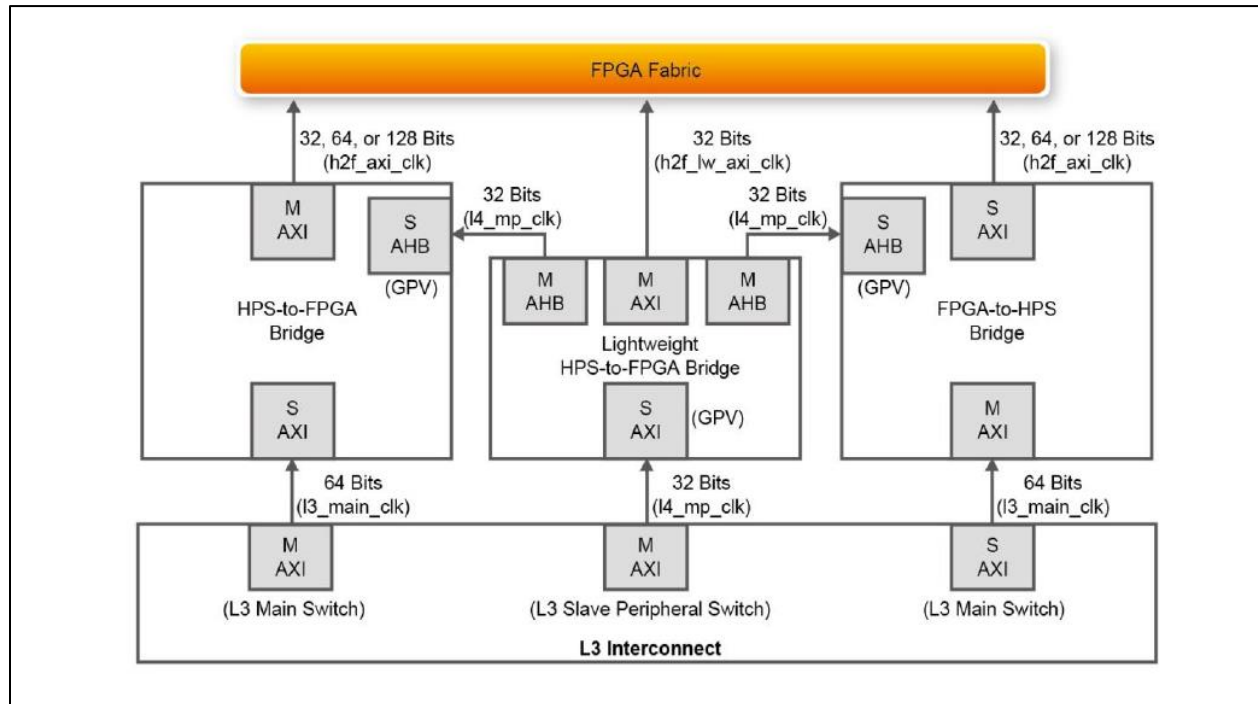 FPGA Fabric
32, 64, or 128 Bits
(h2f_axi_clk)
32 Bits
(h2f_lw_axi_clk)
32, 64, or 128 Bits
(h2f_axi_clk)
M
AXI
S
AHB
(GPV)
HPS-to-FPGA
Bridge
S
AXI
32 Bits
(l4_mp_clk)
32 Bits
(l4_mp_clk)
M
AHB
M
AXI
M
AHB
Lightweight
HPS-to-FPGA Bridge
S
AXI
(GPV)
S
AHB
(GPV)
S
AXI
FPGA-to-HPS
Bridge
M
AXI
64 Bits
(l3_main_clk)
32 Bits
(l4_mp_clk)
64 Bits
(l3_main_clk)
M
AXI
M
AXI
S
AXI
(L3 Main Switch)
(L3 Slave Peripheral Switch)
(L3 Main Switch)
L3 Interconnect